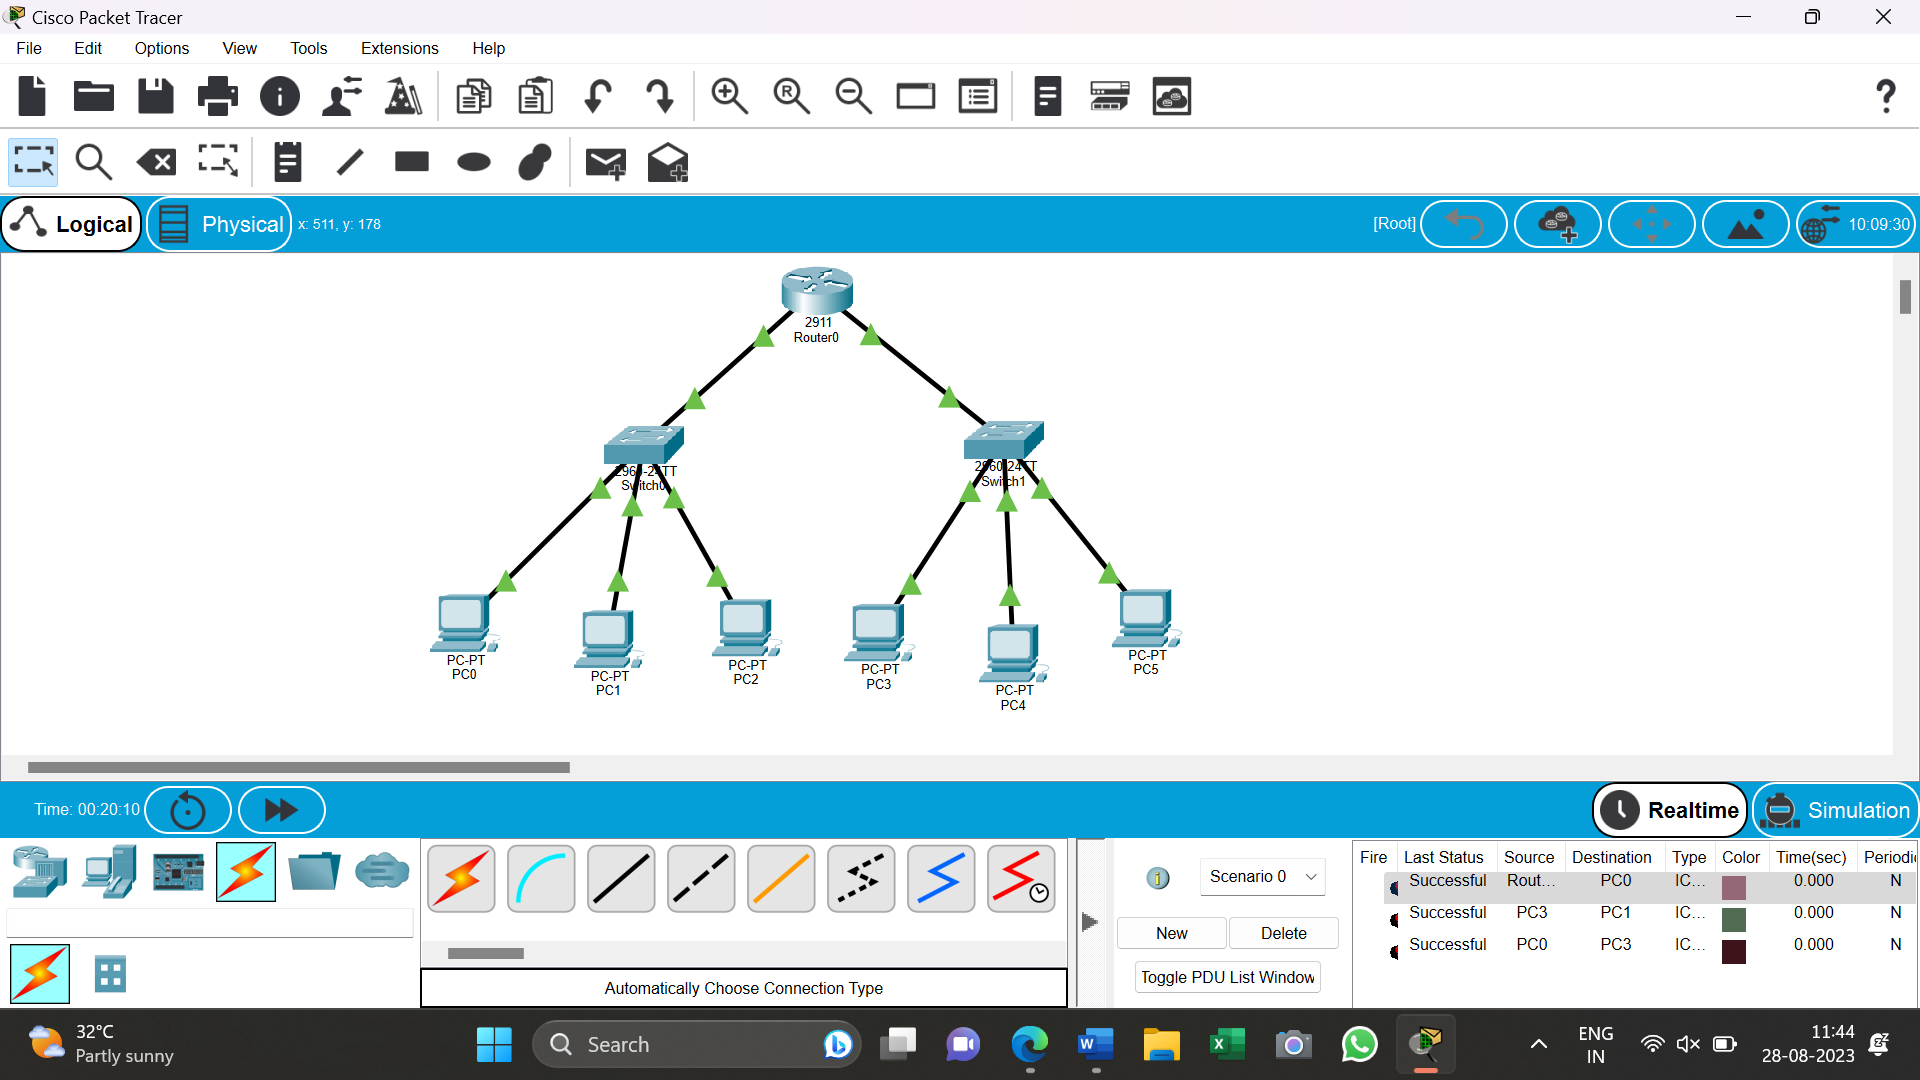 Cisco Packet Tracer
File Edit Options View Tools Extensions Help
Logical Physical x: 511, y: 178 [Root] 10:09:30
2911
Router0
2960-24TT
Switch0
2960-24TT
Switch1
PC-PT
PC0
PC-PT
PC1
PC-PT
PC2
PC-PT
PC3
PC-PT
PC4
PC-PT
PC5
Time: 00:20:10 Realtime Simulation
Scenario 0
New Delete
Toggle PDU List Window
Automatically Choose Connection Type
Fire Last Status Source Destination Type Color Time(sec) Periodic
Successful Rout... PC0 IC... 0.000 N
Successful PC3 PC1 IC... 0.000 N
Successful PC0 PC3 IC... 0.000 N
32°C
Partly sunny
Search
ENG
IN
11:44
28-08-2023